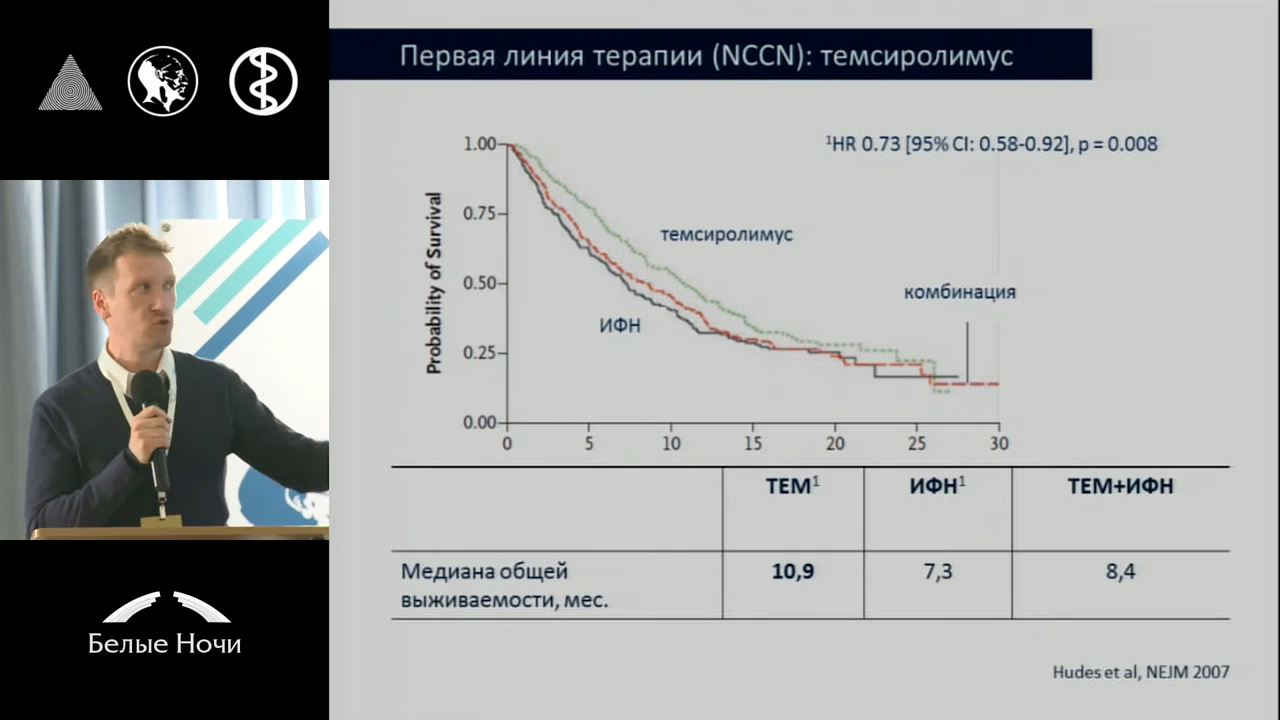 Первая линия терапии (NCCN): темсиролимус
¹HR 0.73 [95% CI: 0.58-0.92], p = 0.008
Probability of Survival
1.00
0.75
0.50
0.25
0.00
0 5 10 15 20 25 30
темсиролимус
комбинация
ИФН
ТЕМ¹ ИФН¹ ТЕМ+ИФН
Медиана общей 10,9 7,3 8,4
выживаемости, мес.
Hudes et al, NEJM 2007
Белые Ночи